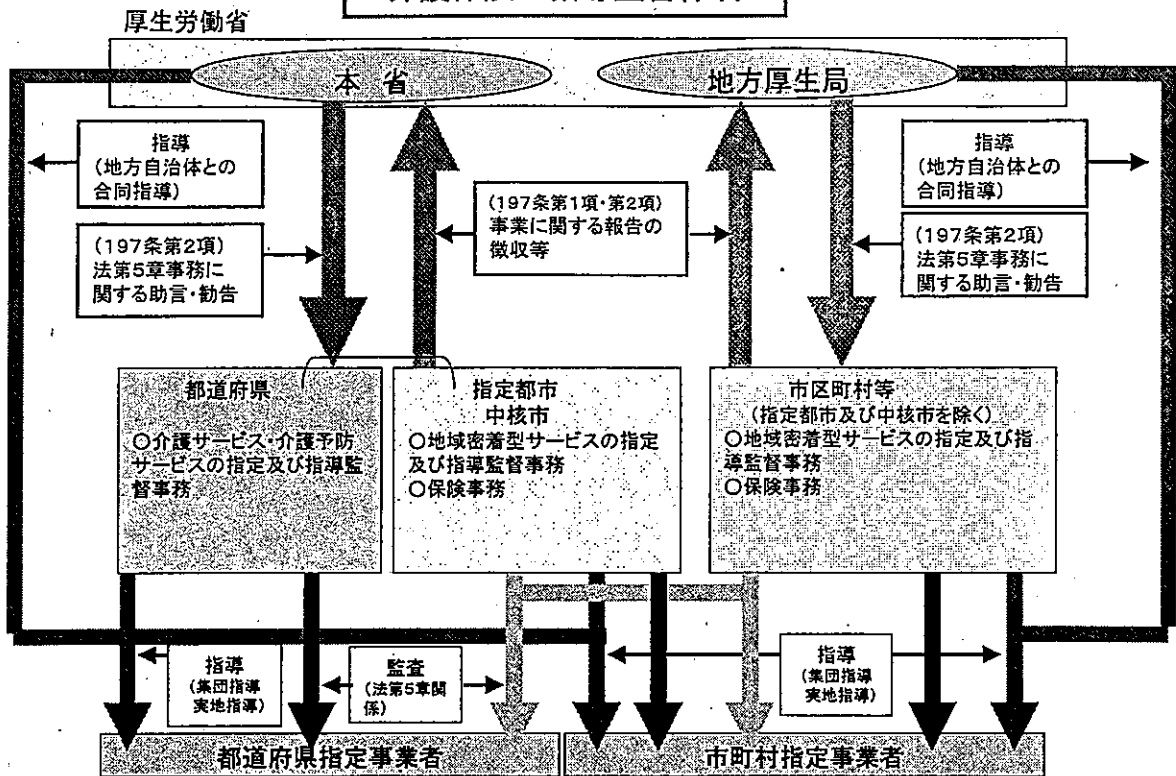 厚生労働省
本 省
地方厚生局
指導
(地方自治体との
合同指導)
(197条第2項)
法第5章事務に
関する助言・勧告
(197条第1項・第2項)
事業に関する報告の
徴収等
指導
(地方自治体との
合同指導)
(197条第2項)
法第5章事務に
関する助言・勧告
都道府県
○介護サービス・介護予防
サービスの指定及び指導監
督事務
指定都市
中核市
○地域密着型サービスの指定
及び指導監督事務
○保険事務
市区町村等
(指定都市及び中核市を除く)
○地域密着型サービスの指定及び指
導監督事務
○保険事務
指導
(集団指導
実地指導)
監査
(法第5章関
係)
指導
(集団指導
実地指導)
都道府県指定事業者
市町村指定事業者